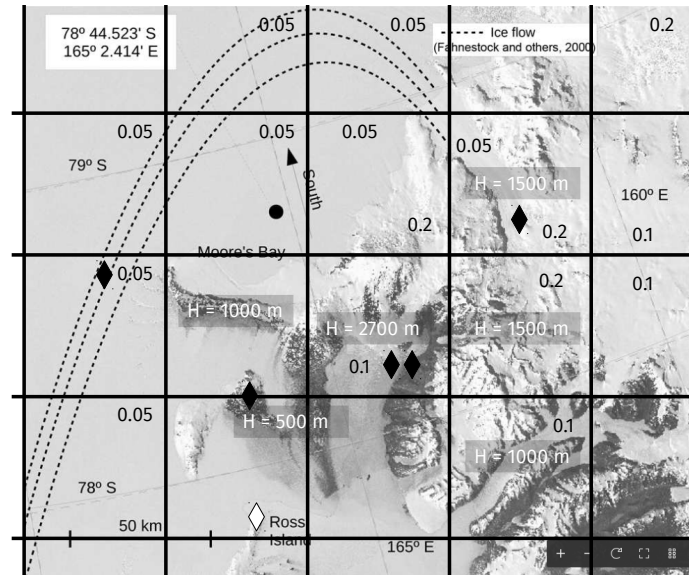 78º 44.523' S
165º 2.414' E
0.05
0.05
Ice flow
(Fahnestock and others, 2000)
0.2
0.05
0.05
0.05
0.05
79º S
South
H = 1500 m
160º E
Moore's Bay
0.2
0.2
0.1
0.05
0.2
0.1
H = 1000 m
H = 2700 m
H = 1500 m
0.1
0.05
H = 500 m
0.1
H = 1000 m
78º S
50 km
Ross
Island
165º E